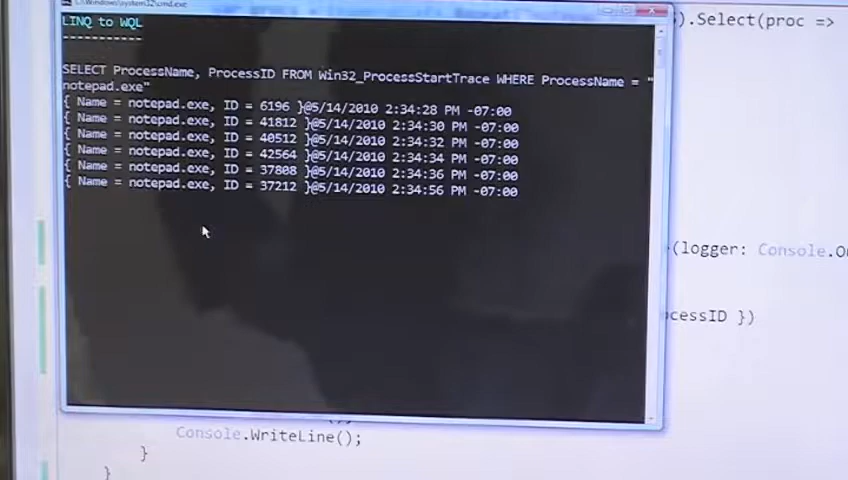 C:\Windows\system32\cmd.exe
LINQ to WQL
-----------
SELECT ProcessName, ProcessID FROM Win32_ProcessStartTrace WHERE ProcessName = "
notepad.exe"
{ Name = notepad.exe, ID = 6196 }@5/14/2010 2:34:28 PM -07:00
{ Name = notepad.exe, ID = 41812 }@5/14/2010 2:34:30 PM -07:00
{ Name = notepad.exe, ID = 40512 }@5/14/2010 2:34:32 PM -07:00
{ Name = notepad.exe, ID = 42564 }@5/14/2010 2:34:34 PM -07:00
{ Name = notepad.exe, ID = 37808 }@5/14/2010 2:34:36 PM -07:00
{ Name = notepad.exe, ID = 37212 }@5/14/2010 2:34:56 PM -07:00
).Select(proc =>
(logger: Console.O
cessID })
Console.WriteLine();
}
}